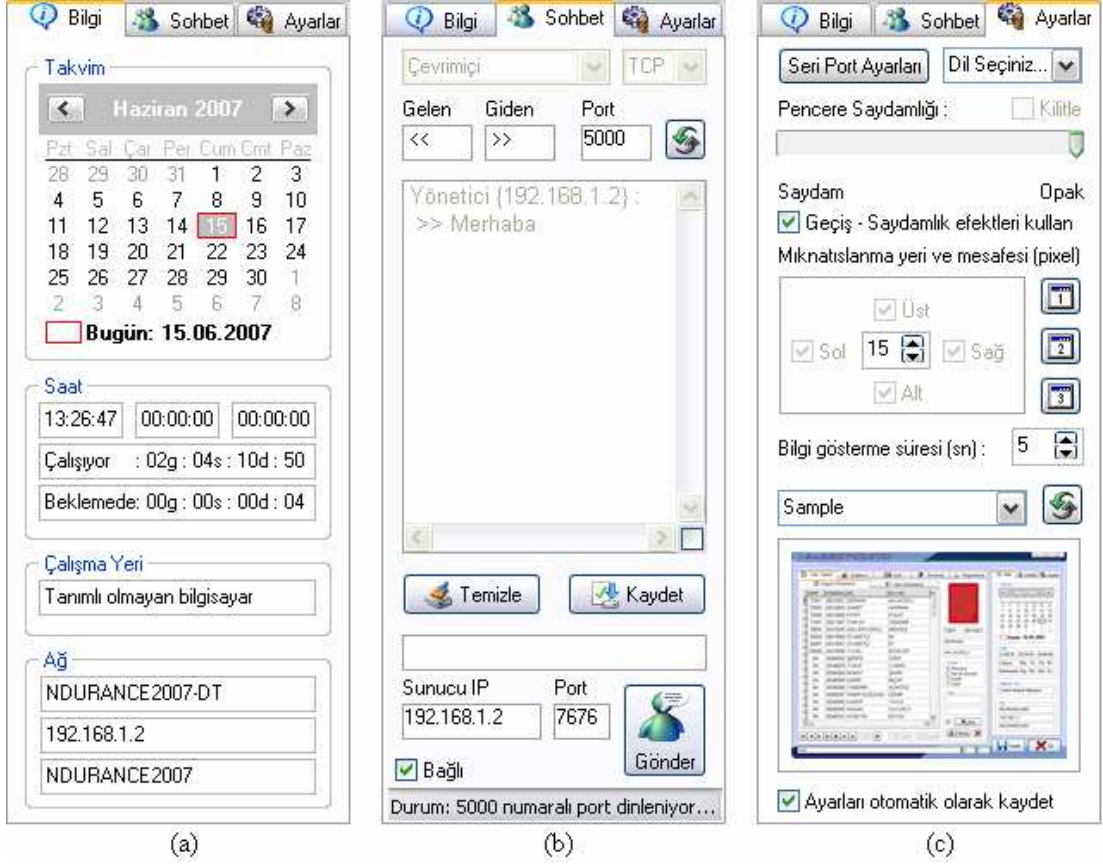 Bilgi Sohbet Ayarlar
Takvim
Haziran 2007
Pzt Sal Çar Per Cum Cmt Paz
28 29 30 31 1 2 3
4 5 6 7 8 9 10
11 12 13 14 15 16 17
18 19 20 21 22 23 24
25 26 27 28 29 30 1
2 3 4 5 6 7 8
Bugün: 15.06.2007
Saat
13:26:47 00:00:00 00:00:00
Çalışıyor : 02g : 04s : 10d : 50
Beklemede: 00g : 00s : 00d : 04
Çalışma Yeri
Tanımlı olmayan bilgisayar
Ağ
NDURANCE2007-DT
192.168.1.2
NDURANCE2007
(a)
Bilgi Sohbet Ayarlar
Çevrimiçi TCP
Gelen Giden Port
<< >> 5000
Yönetici {192.168.1.2} :
>> Merhaba
Temizle Kaydet
Sunucu IP Port
192.168.1.2 7676
Gönder
Bağlı
Durum: 5000 numaralı port dinleniyor...
(b)
Bilgi Sohbet Ayarlar
Seri Port Ayarları Dil Seçiniz...
Pencere Saydamlığı : Kilitle
Saydam Opak
Geçiş - Saydamlık efektleri kullan
Mıknatıslanma yeri ve mesafesi (pixel)
Üst
Sol 15 Sağ
Alt
1
2
3
Bilgi gösterme süresi (sn) : 5
Sample
Ayarları otomatik olarak kaydet
(c)